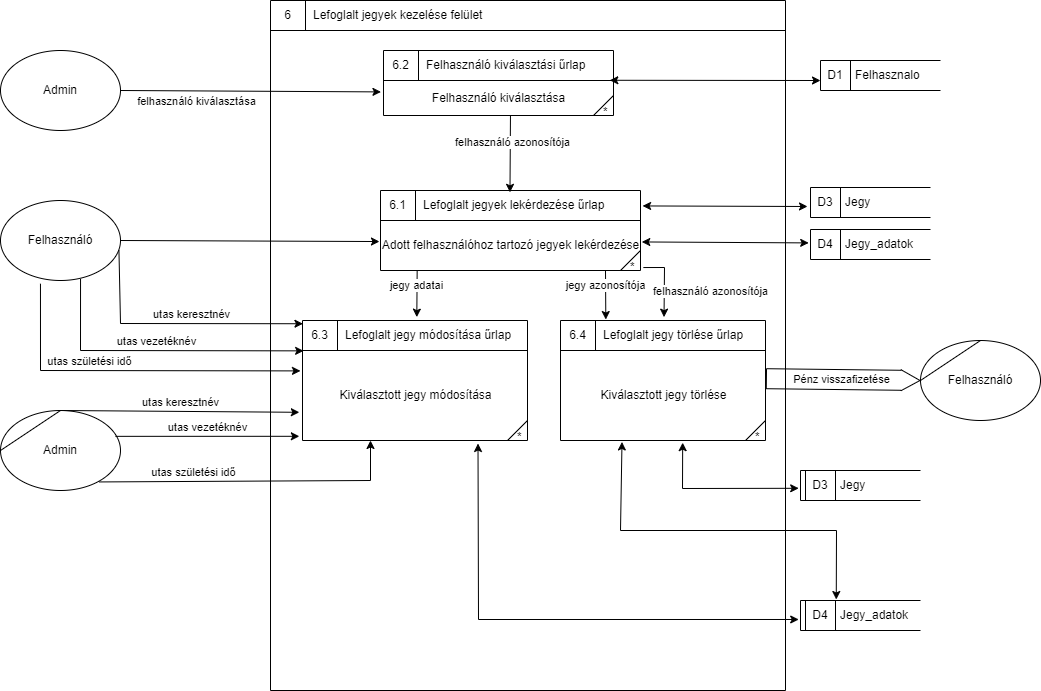 6 Lefoglalt jegyek kezelése felület
6.2 Felhasználó kiválasztási űrlap
Felhasználó kiválasztása
*
Admin
felhasználó kiválasztása
D1 Felhasznalo
felhasználó azonosítója
6.1 Lefoglalt jegyek lekérdezése űrlap
Adott felhasználóhoz tartozó jegyek lekérdezése
*
D3 Jegy
D4 Jegy_adatok
Felhasználó
jegy adatai
jegy azonosítója
felhasználó azonosítója
utas keresztnév
utas vezetéknév
utas születési idő
6.3 Lefoglalt jegy módosítása űrlap
Kiválasztott jegy módosítása
*
6.4 Lefoglalt jegy törlése űrlap
Kiválasztott jegy törlése
*
Pénz visszafizetése
Felhasználó
Admin
utas keresztnév
utas vezetéknév
utas születési idő
D3 Jegy
D4 Jegy_adatok